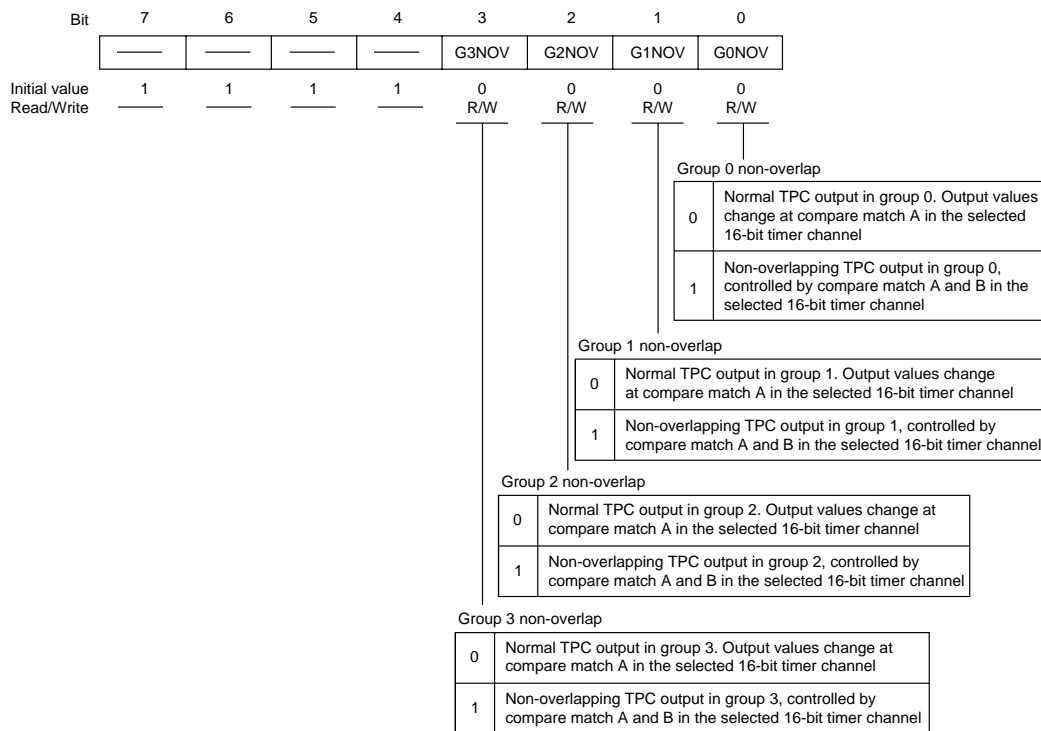 Bit 7 6 5 4 3 2 1 0
G3NOV G2NOV G1NOV G0NOV
Initial value 1 1 1 1 0 0 0 0
Read/Write R/W R/W R/W R/W
Group 0 non-overlap
0 Normal TPC output in group 0. Output values
change at compare match A in the selected
16-bit timer channel
1 Non-overlapping TPC output in group 0,
controlled by compare match A and B in the
selected 16-bit timer channel
Group 1 non-overlap
0 Normal TPC output in group 1. Output values change
at compare match A in the selected 16-bit timer channel
1 Non-overlapping TPC output in group 1, controlled by
compare match A and B in the selected 16-bit timer channel
Group 2 non-overlap
0 Normal TPC output in group 2. Output values change at
compare match A in the selected 16-bit timer channel
1 Non-overlapping TPC output in group 2, controlled by
compare match A and B in the selected 16-bit timer channel
Group 3 non-overlap
0 Normal TPC output in group 3. Output values change at
compare match A in the selected 16-bit timer channel
1 Non-overlapping TPC output in group 3, controlled by
compare match A and B in the selected 16-bit timer channel